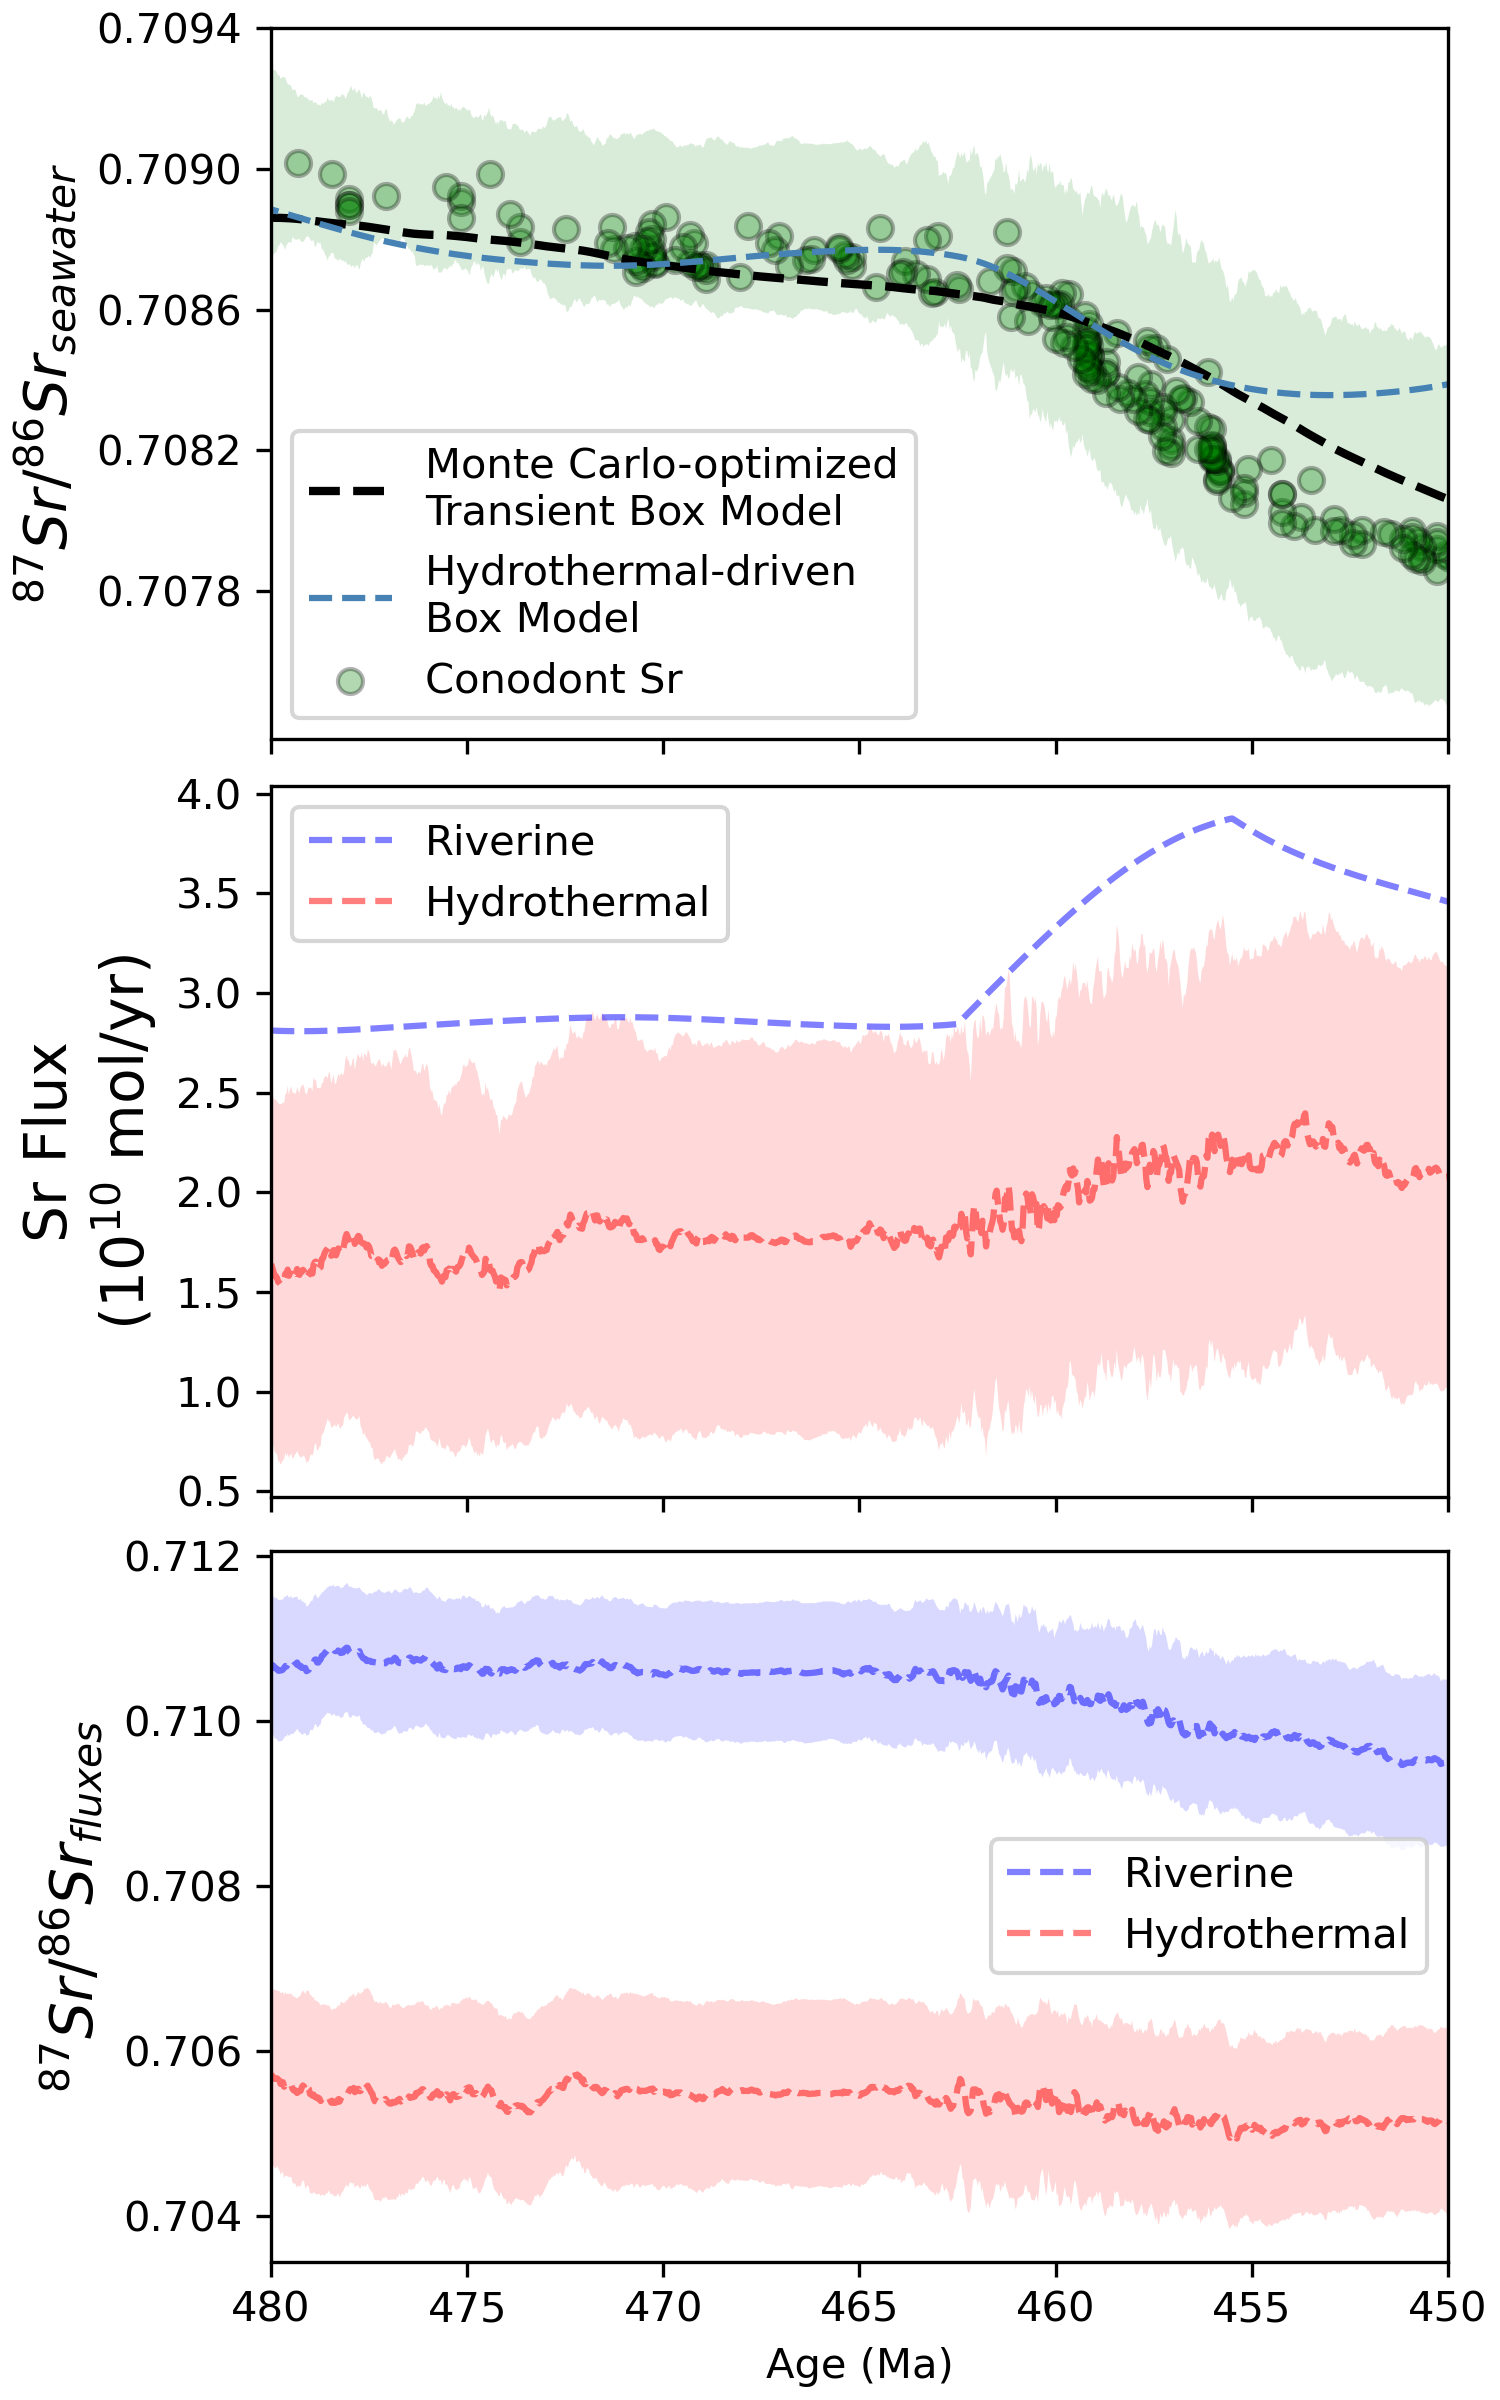 0.7094
0.7090
0.7086
0.7082
0.7078
⁸⁷Sr/⁸⁶Sr_seawater
Monte Carlo-optimized
Transient Box Model
Hydrothermal-driven
Box Model
Conodont Sr
4.0
3.5
3.0
2.5
2.0
1.5
1.0
0.5
Sr Flux
(10¹⁰ mol/yr)
Riverine
Hydrothermal
0.712
0.710
0.708
0.706
0.704
⁸⁷Sr/⁸⁶Sr_fluxes
Riverine
Hydrothermal
480 475 470 465 460 455 450
Age (Ma)